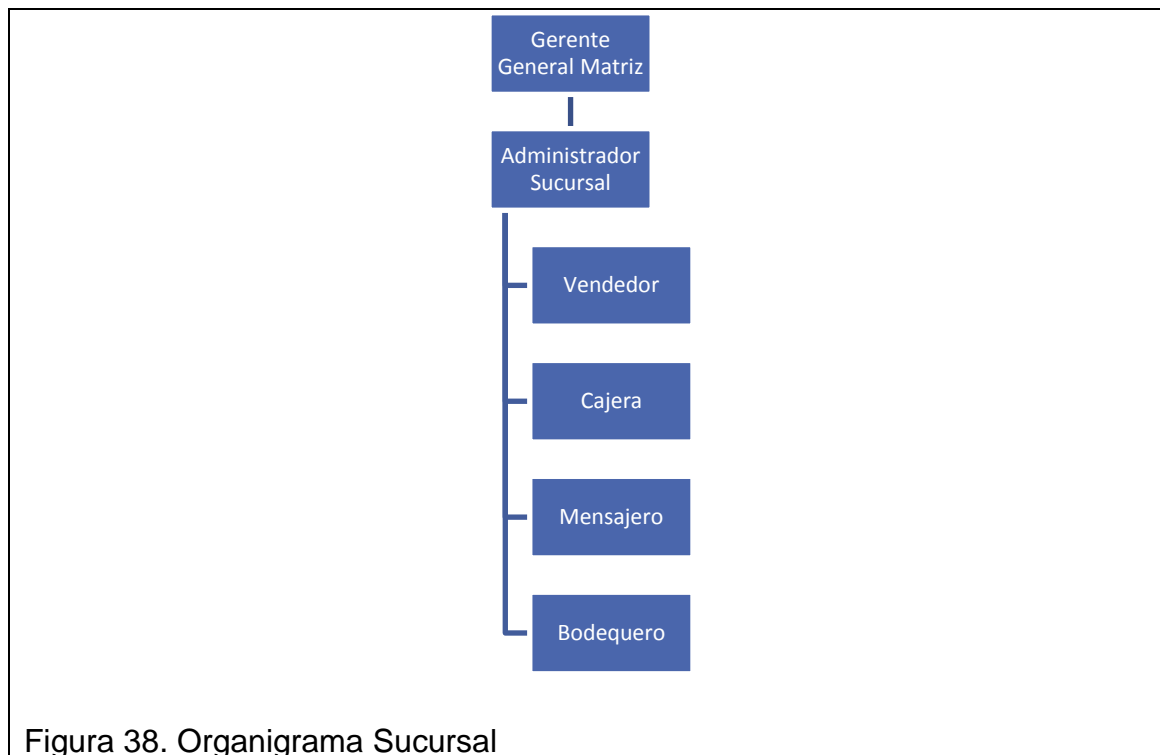 Gerente
General Matriz
Administrador
Sucursal
Vendedor
Cajera
Mensajero
Bodequero
Figura 38. Organigrama Sucursal